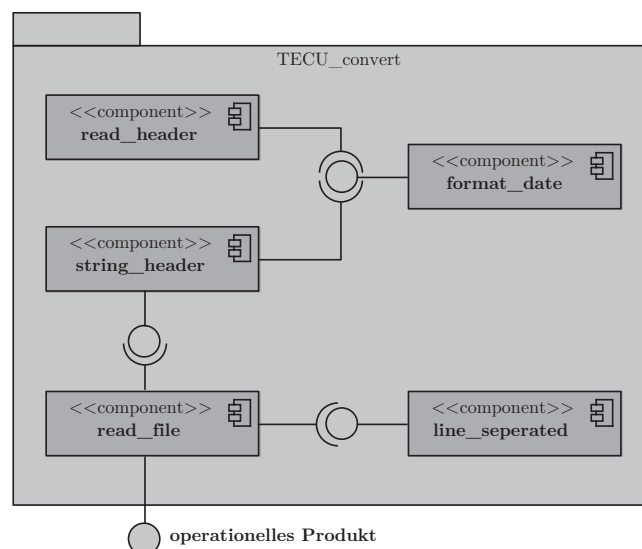 TECU_convert
<<component>>
read_header
<<component>>
format_date
<<component>>
string_header
<<component>>
read_file
<<component>>
line_seperated
operationelles Produkt